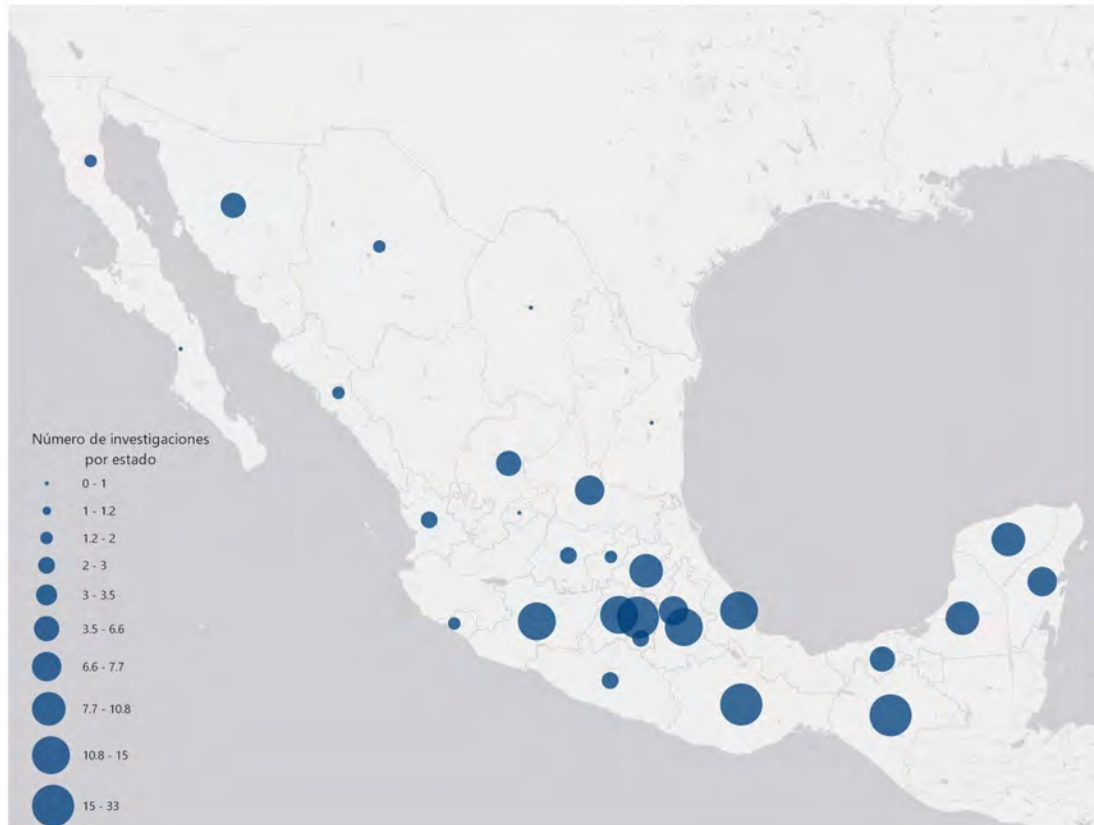 Número de investigaciones
por estado
0 - 1
1 - 1.2
1.2 - 2
2 - 3
3 - 3.5
3.5 - 6.6
6.6 - 7.7
7.7 - 10.8
10.8 - 15
15 - 33